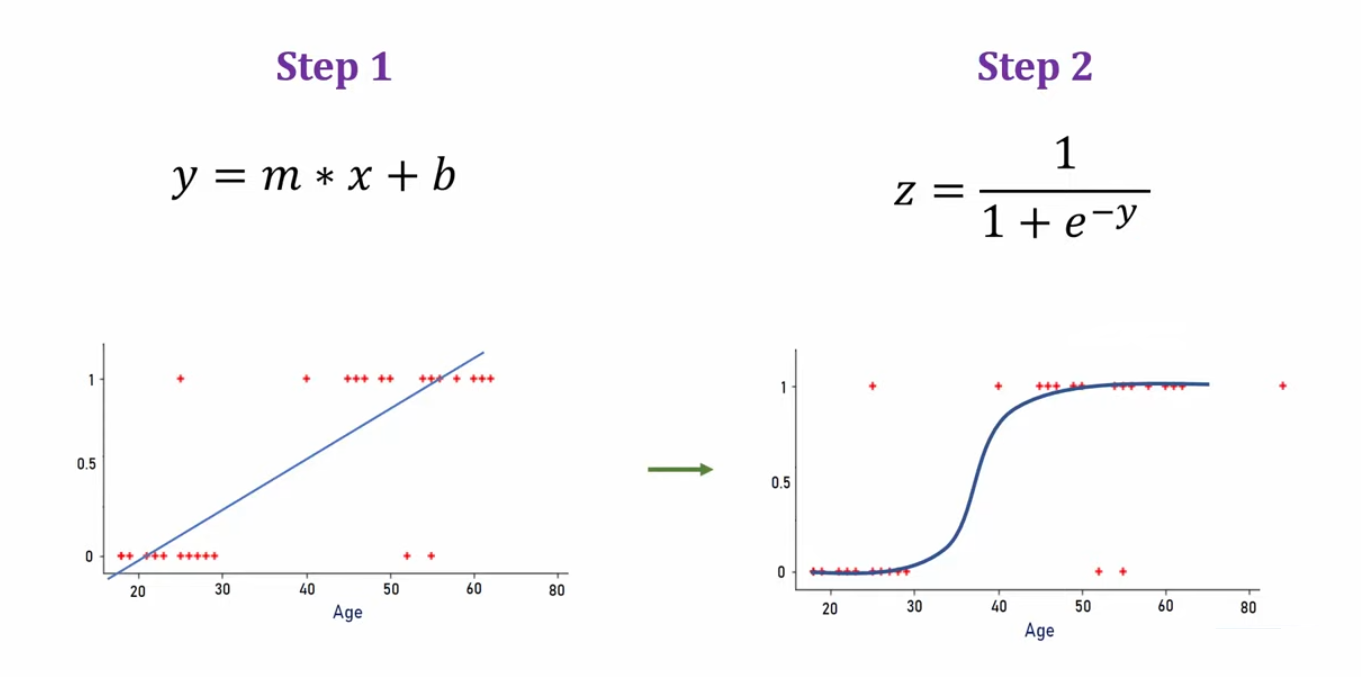 Step 1
y = m ∗ x + b
1
0.5
0
20 30 40 50 60 80
Age
Step 2
z = 1 / (1 + e^−y)
1
0.5
0
20 30 40 50 60 80
Age